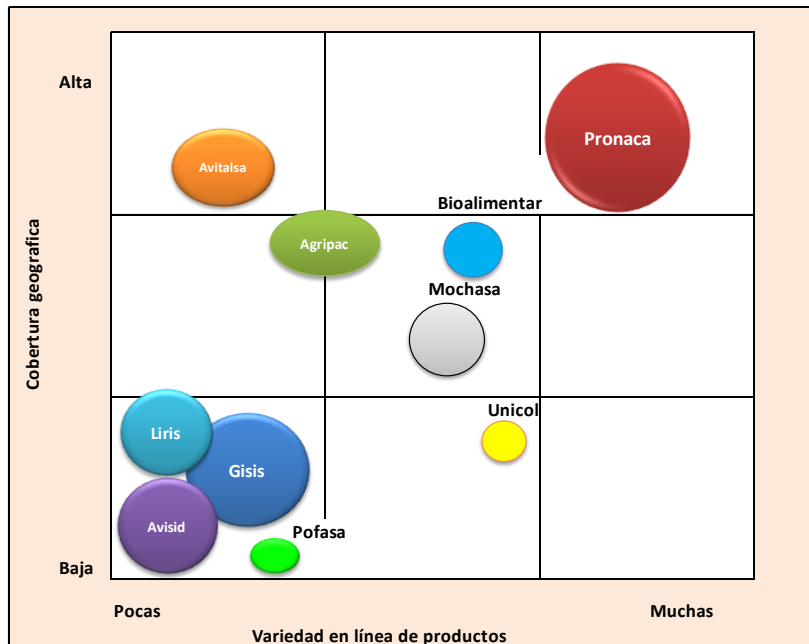 Alta
Pronaca
Avitalsa
Bioalimentar
Agripac
Mochasa
Cobertura geografica
Unicol
Liris
Gisis
Avisid
Pofasa
Baja
Pocas
Muchas
Variedad en línea de productos